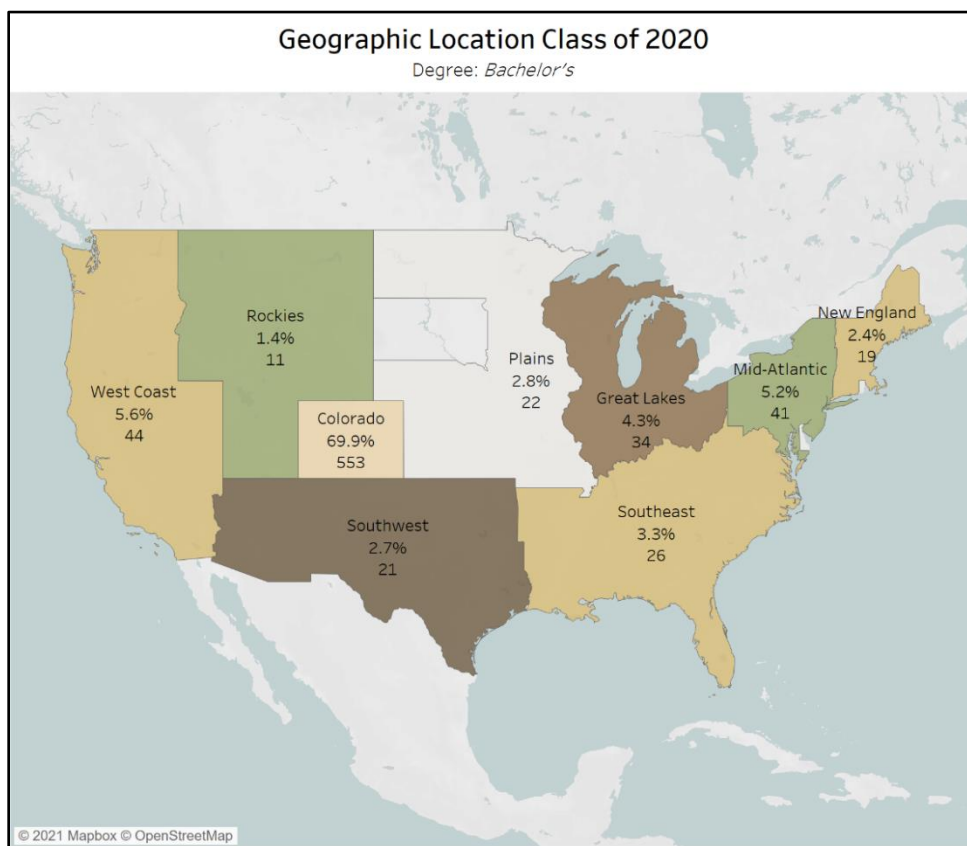 Geographic Location Class of 2020
Degree: Bachelor's
Rockies
1.4%
11
West Coast
5.6%
44
Colorado
69.9%
553
Plains
2.8%
22
Great Lakes
4.3%
34
New England
2.4%
19
Mid-Atlantic
5.2%
41
Southwest
2.7%
21
Southeast
3.3%
26
© 2021 Mapbox © OpenStreetMap